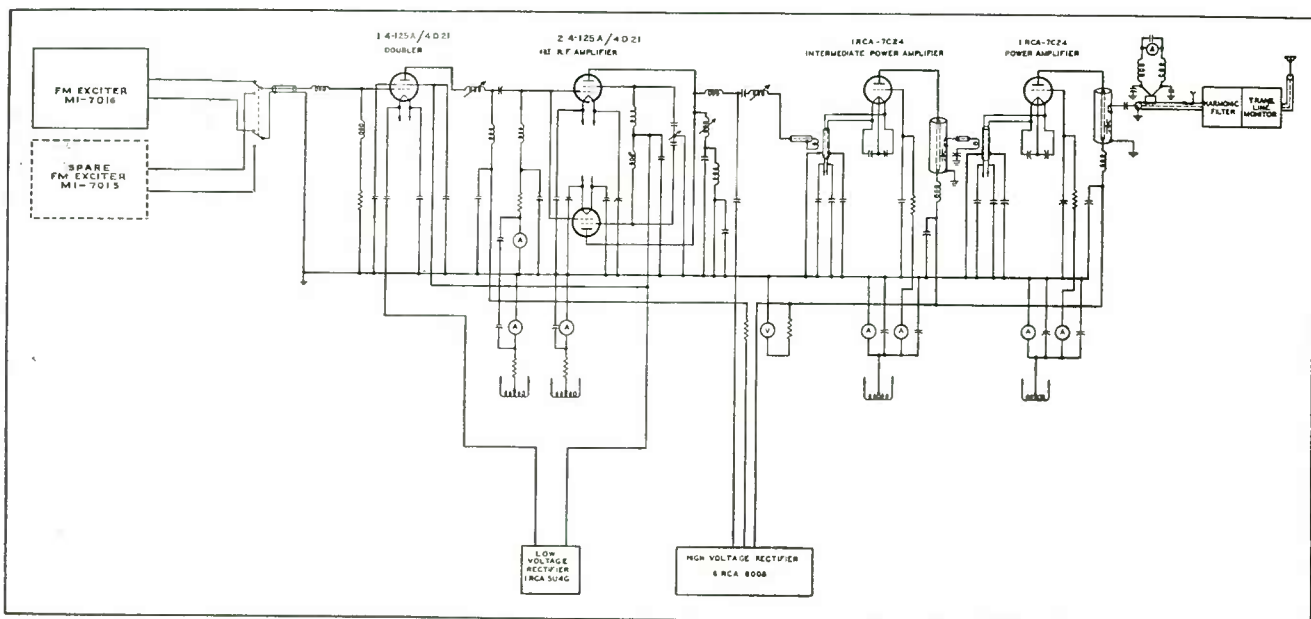 FM EXCITER
MI-7016
SPARE
FM EXCITER
MI-7015
1 4-125A/4D21
DOUBLER
2 4-125A/4D21
1ST. R.F AMPLIFIER
1 RCA-7C24
INTERMEDIATE POWER AMPLIFIER
1 RCA-7C24
POWER AMPLIFIER
A
HARMONIC
FILTER
TRANS.
LINE
MONITOR
A
A
A
V
A
A
A
A
LOW
VOLTAGE
RECTIFIER
1 RCA 5U4G
HIGH VOLTAGE RECTIFIER
6 RCA 8008